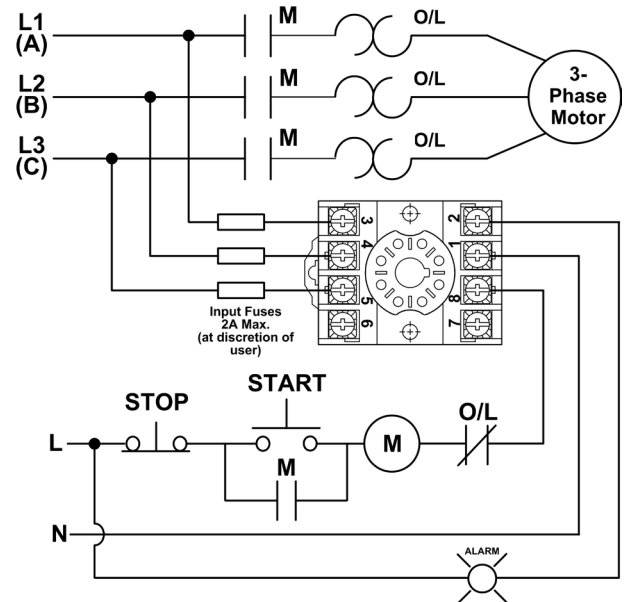 L1
(A)
M
O/L
L2
(B)
M
O/L
3-
Phase
Motor
L3
(C)
M
O/L
3
2
4
1
5
8
6
7
Input Fuses
2A Max.
(at discretion of
user)
START
STOP
O/L
L
M
M
N
ALARM